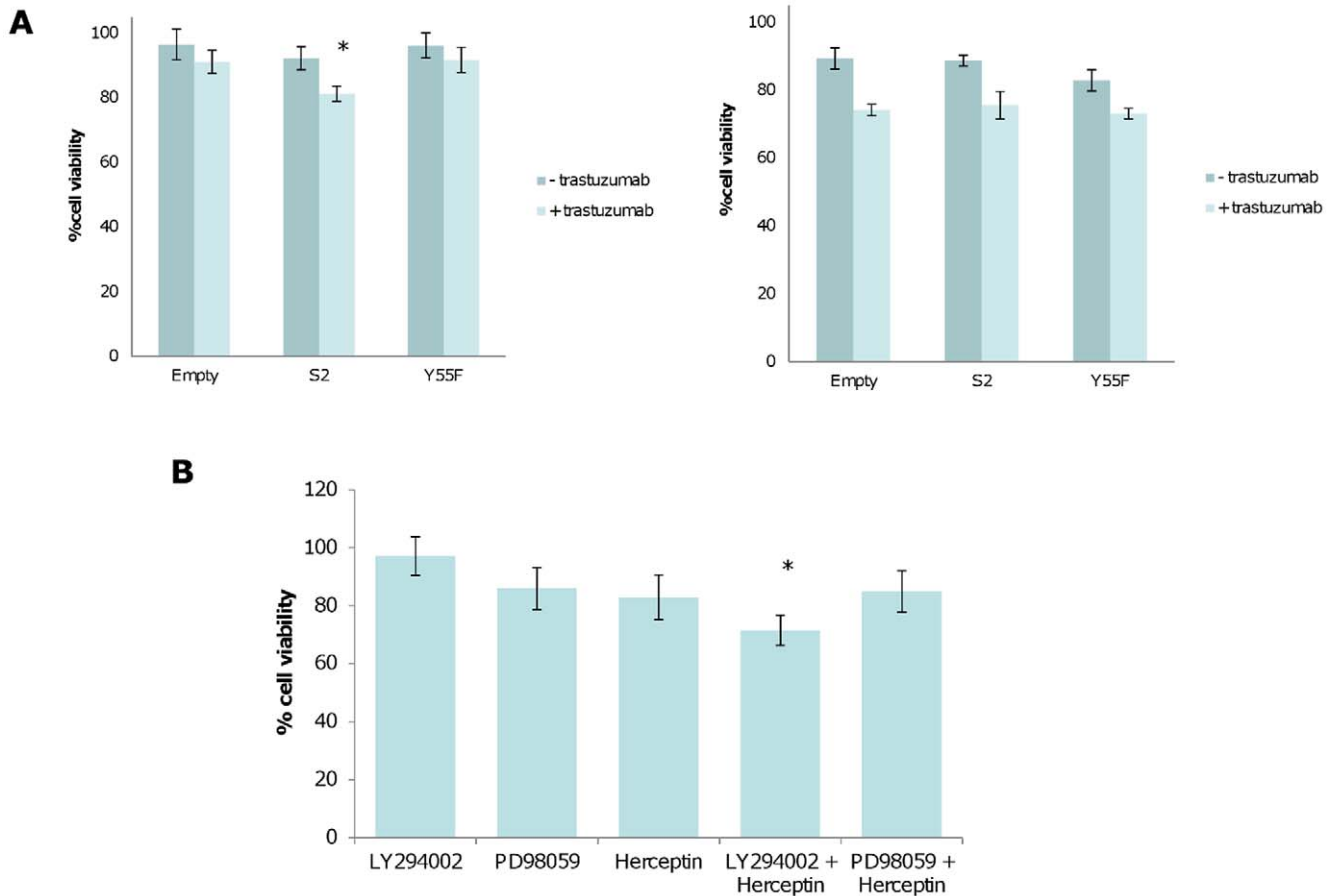 A
100
80
60
40
20
0
%cell viability
*
Empty
S2
Y55F
- trastuzumab
+ trastuzumab
100
80
60
40
20
0
%cell viability
Empty
S2
Y55F
- trastuzumab
+ trastuzumab
B
120
100
80
60
40
20
0
% cell viability
*
LY294002
PD98059
Herceptin
LY294002 +
Herceptin
PD98059 +
Herceptin